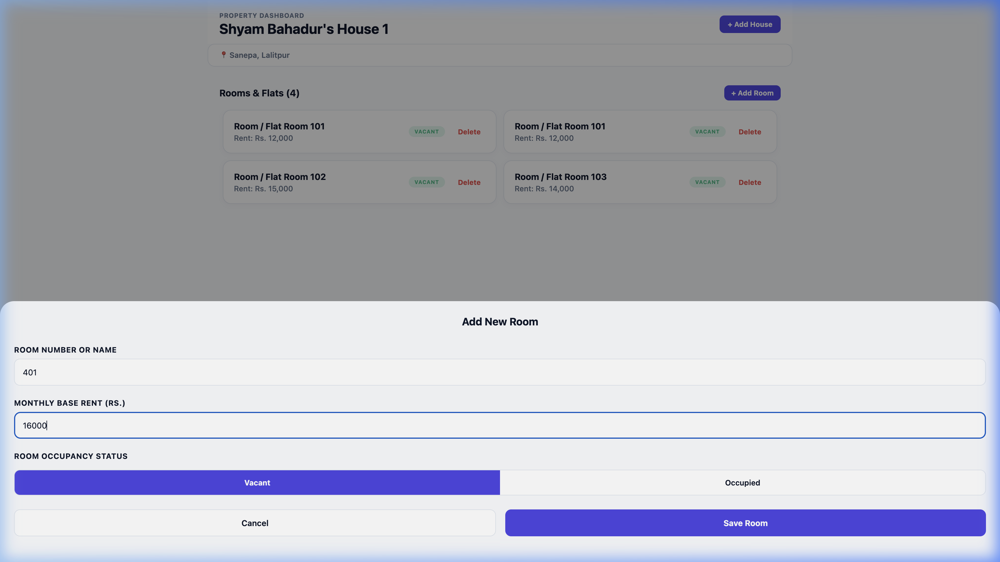 PROPERTY DASHBOARD
Shyam Bahadur's House 1
+ Add House
Sanepa, Lalitpur
Rooms & Flats (4)
+ Add Room
Room / Flat Room 101
Rent: Rs. 12,000
VACANT
Delete
Room / Flat Room 101
Rent: Rs. 12,000
VACANT
Delete
Room / Flat Room 102
Rent: Rs. 15,000
VACANT
Delete
Room / Flat Room 103
Rent: Rs. 14,000
VACANT
Delete
Add New Room
ROOM NUMBER OR NAME
401
MONTHLY BASE RENT (RS.)
16000
ROOM OCCUPANCY STATUS
Vacant
Occupied
Cancel
Save Room